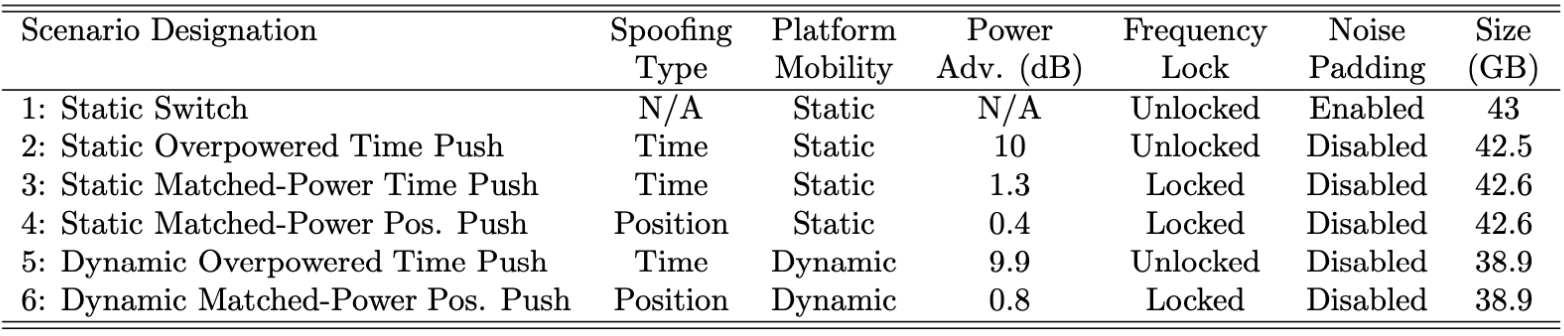 Scenario Designation Spoofing Platform Power Frequency Noise Size
Type Mobility Adv. (dB) Lock Padding (GB)
1: Static Switch N/A Static N/A Unlocked Enabled 43
2: Static Overpowered Time Push Time Static 10 Unlocked Disabled 42.5
3: Static Matched-Power Time Push Time Static 1.3 Locked Disabled 42.6
4: Static Matched-Power Pos. Push Position Static 0.4 Locked Disabled 42.6
5: Dynamic Overpowered Time Push Time Dynamic 9.9 Unlocked Disabled 38.9
6: Dynamic Matched-Power Pos. Push Position Dynamic 0.8 Locked Disabled 38.9